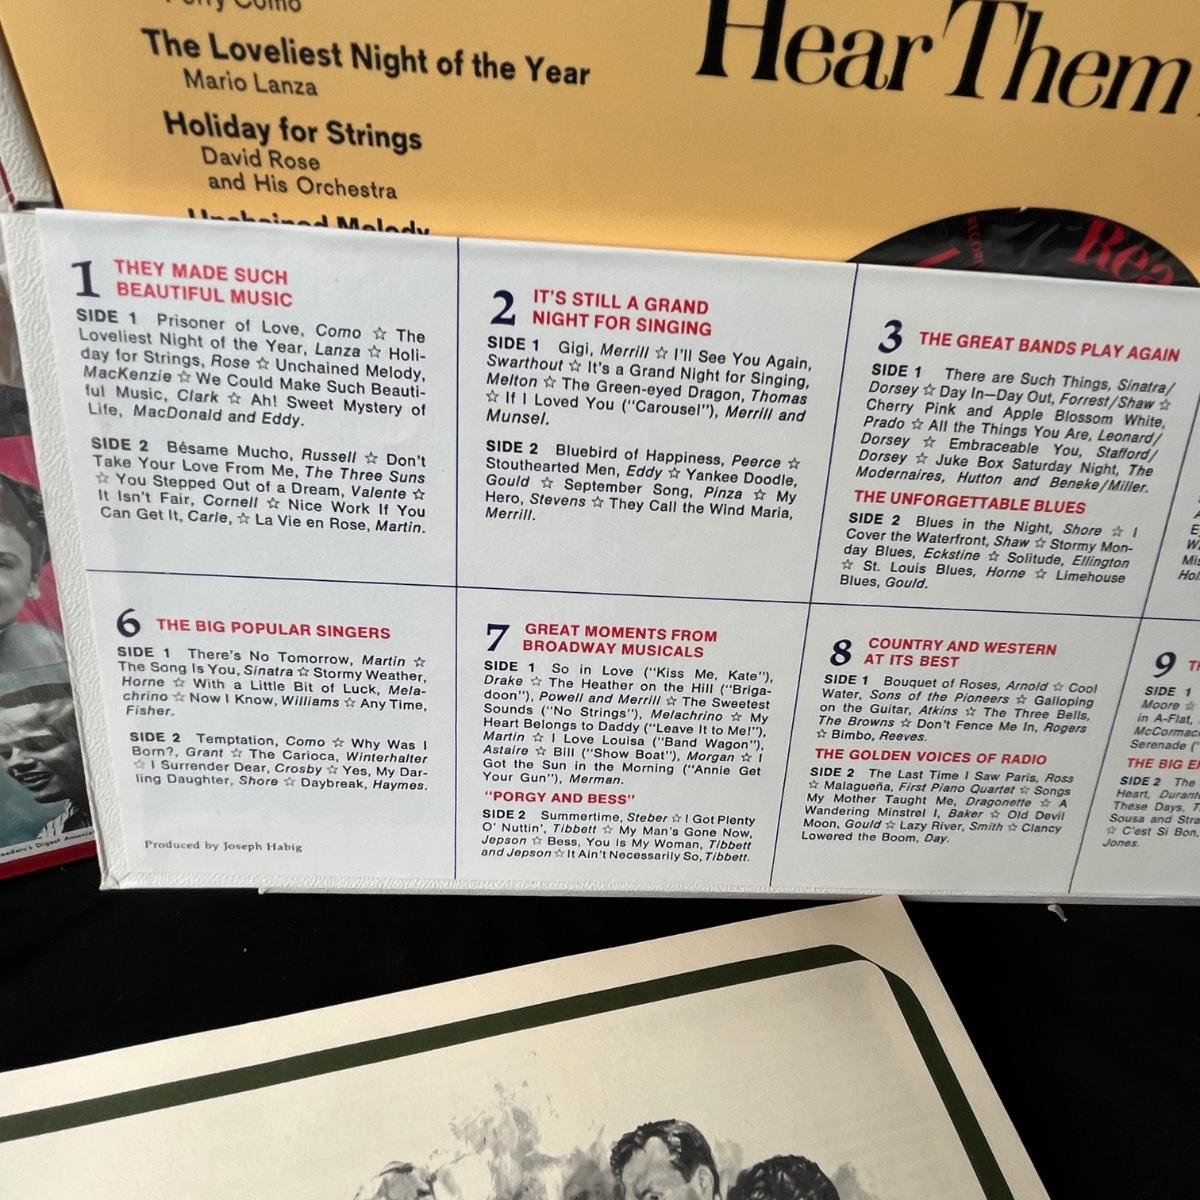 The Loveliest Night of the Year
Mario Lanza
Holiday for Strings
David Rose
and His Orchestra
Unchained Melody
Hear Them
Rea
1 THEY MADE SUCH
BEAUTIFUL MUSIC
SIDE 1 Prisoner of Love, Como ☆ The
Loveliest Night of the Year, Lanza ☆ Holi-
day for Strings, Rose ☆ Unchained Melody,
MacKenzie ☆ We Could Make Such Beauti-
ful Music, Clark ☆ Ah! Sweet Mystery of
Life, MacDonald and Eddy.
SIDE 2 Bésame Mucho, Russell ☆ Don't
Take Your Love From Me, The Three Suns
☆ You Stepped Out of a Dream, Valente ☆
It Isn't Fair, Cornell ☆ Nice Work If You
Can Get It, Carle, ☆ La Vie en Rose, Martin.
2 IT'S STILL A GRAND
NIGHT FOR SINGING
SIDE 1 Gigi, Merrill ☆ I'll See You Again,
Swarthout ☆ It's a Grand Night for Singing,
Melton ☆ The Green-eyed Dragon, Thomas
☆ If I Loved You ("Carousel"), Merrill and
Munsel.
SIDE 2 Bluebird of Happiness, Peerce ☆
Stouthearted Men, Eddy ☆ Yankee Doodle,
Gould ☆ September Song, Pinza ☆ My
Hero, Stevens ☆ They Call the Wind Maria,
Merrill.
3 THE GREAT BANDS PLAY AGAIN
SIDE 1 There are Such Things, Sinatra/
Dorsey ☆ Day In—Day Out, Forrest/Shaw ☆
Cherry Pink and Apple Blossom White,
Prado ☆ All the Things You Are, Leonard/
Dorsey ☆ Embraceable You, Stafford/
Dorsey ☆ Juke Box Saturday Night, The
Modernaires, Hutton and Beneke/Miller.
THE UNFORGETTABLE BLUES
SIDE 2 Blues in the Night, Shore ☆ I
Cover the Waterfront, Shaw ☆ Stormy Mon-
day Blues, Eckstine ☆ Solitude, Ellington
☆ St. Louis Blues, Horne ☆ Limehouse
Blues, Gould.
6 THE BIG POPULAR SINGERS
SIDE 1 There's No Tomorrow, Martin ☆
The Song Is You, Sinatra ☆ Stormy Weather,
Horne ☆ With a Little Bit of Luck, Mela-
chrino ☆ Now I Know, Williams ☆ Any Time,
Fisher.
SIDE 2 Temptation, Como ☆ Why Was I
Born?, Grant ☆ The Carioca, Winterhalter
☆ I Surrender Dear, Crosby ☆ Yes, My Dar-
ling Daughter, Shore ☆ Daybreak, Haymes.
Produced by Joseph Habig
7 GREAT MOMENTS FROM
BROADWAY MUSICALS
SIDE 1 So in Love ("Kiss Me, Kate"),
Drake ☆ The Heather on the Hill ("Briga-
doon"), Powell and Merrill ☆ The Sweetest
Sounds ("No Strings"), Melachrino ☆ My
Heart Belongs to Daddy ("Leave It to Me!"),
Martin ☆ I Love Louisa ("Band Wagon"),
Astaire ☆ Bill ("Show Boat"), Morgan ☆ I
Got the Sun in the Morning ("Annie Get
Your Gun"), Merman.
"PORGY AND BESS"
SIDE 2 Summertime, Steber ☆ I Got Plenty
O' Nuttin', Tibbett ☆ My Man's Gone Now,
Jepson ☆ Bess, You Is My Woman, Tibbett
and Jepson ☆ It Ain't Necessarily So, Tibbett.
8 COUNTRY AND WESTERN
AT ITS BEST
SIDE 1 Bouquet of Roses, Arnold ☆ Cool
Water, Sons of the Pioneers ☆ Galloping
on the Guitar, Atkins ☆ The Three Bells,
The Browns ☆ Don't Fence Me In, Rogers
☆ Bimbo, Reeves.
THE GOLDEN VOICES OF RADIO
SIDE 2 The Last Time I Saw Paris, Ross
☆ Malagueña, First Piano Quartet ☆ Songs
My Mother Taught Me, Dragonette ☆ A
Wandering Minstrel I, Baker ☆ Old Devil
Moon, Gould ☆ Lazy River, Smith ☆ Clancy
Lowered the Boom, Day.
9
SIDE 1
Moore ☆
in A-Flat,
McCormac
Serenade ("
THE BIG
SIDE 2 The
Heart, Durant
These Days,
Sousa and Stra
☆ C'est Si Bon,
Jones.